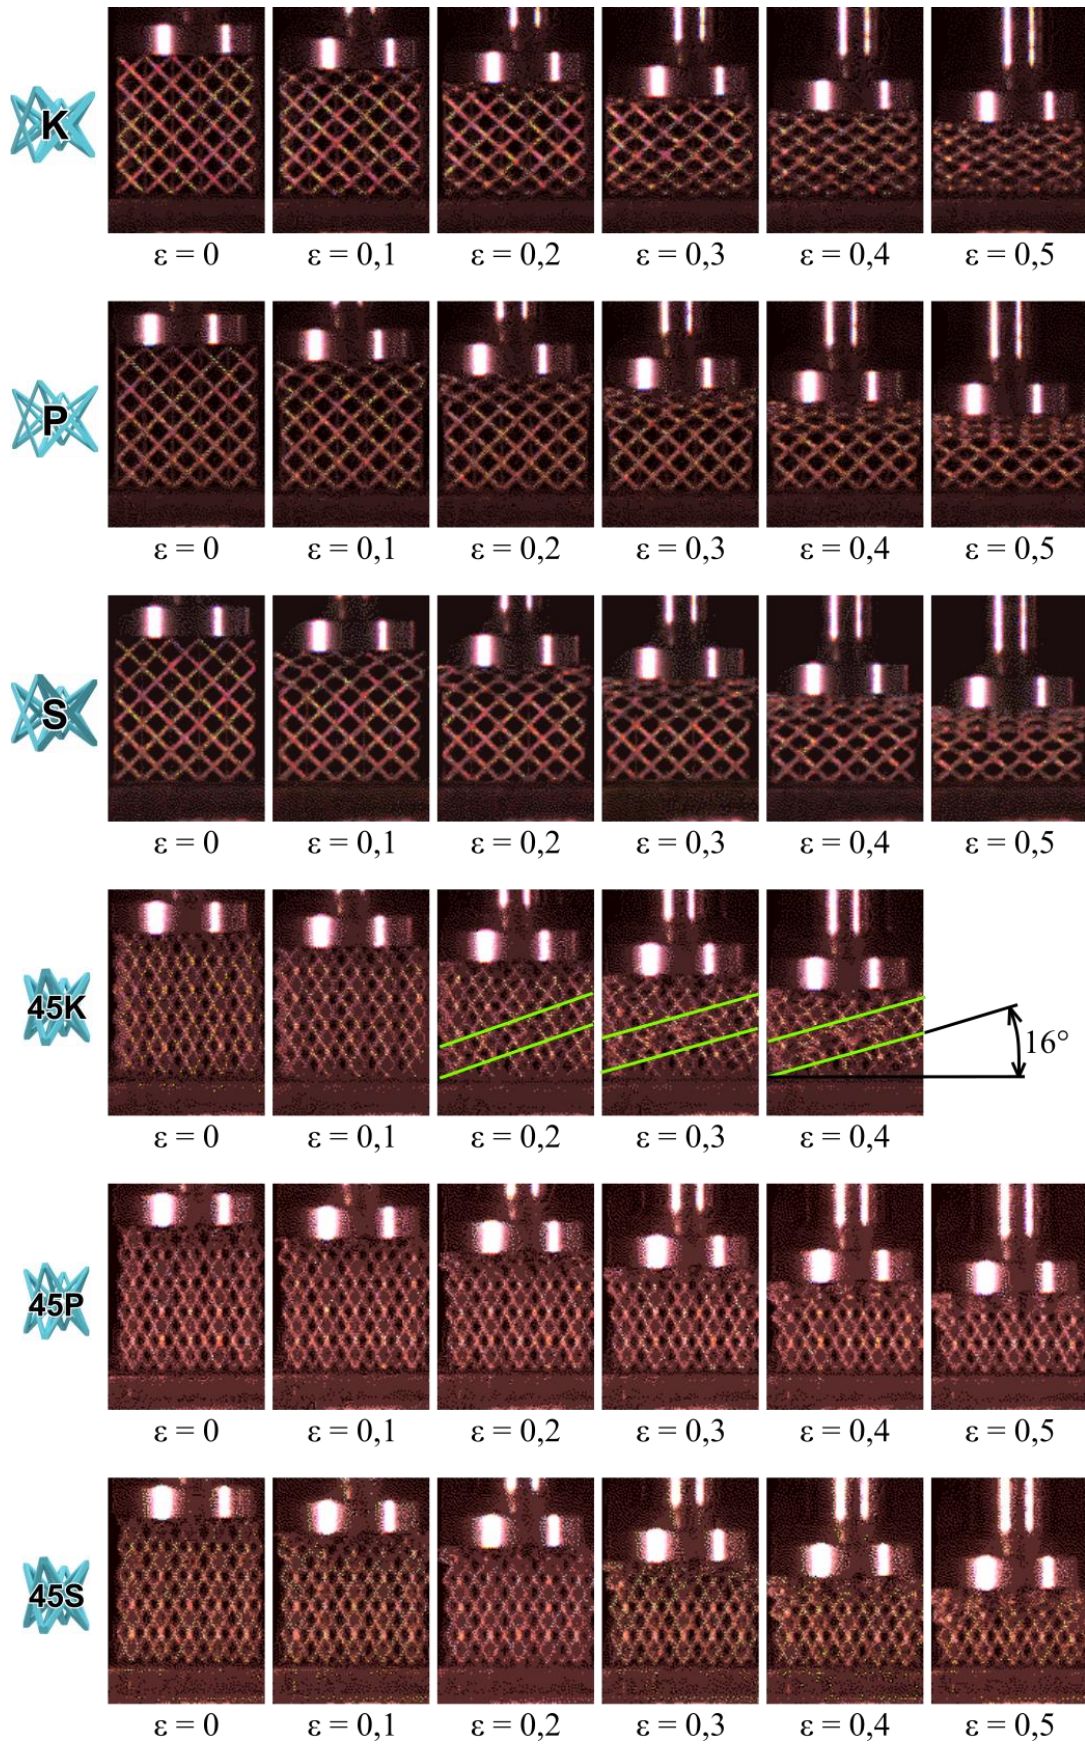 K
ε = 0 ε = 0,1 ε = 0,2 ε = 0,3 ε = 0,4 ε = 0,5
P
ε = 0 ε = 0,1 ε = 0,2 ε = 0,3 ε = 0,4 ε = 0,5
S
ε = 0 ε = 0,1 ε = 0,2 ε = 0,3 ε = 0,4 ε = 0,5
45K
16°
ε = 0 ε = 0,1 ε = 0,2 ε = 0,3 ε = 0,4
45P
ε = 0 ε = 0,1 ε = 0,2 ε = 0,3 ε = 0,4 ε = 0,5
45S
ε = 0 ε = 0,1 ε = 0,2 ε = 0,3 ε = 0,4 ε = 0,5